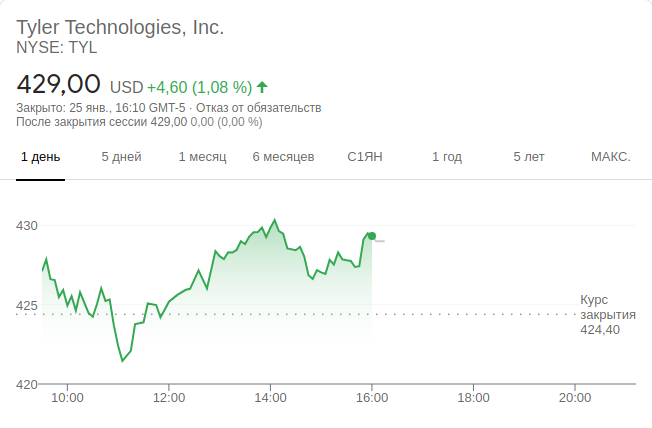 Tyler Technologies, Inc.
NYSE: TYL
429,00 USD +4,60 (1,08 %)
Закрыто: 25 янв., 16:10 GMT-5 · Отказ от обязательств
После закрытия сессии 429,00 0,00 (0,00 %)
1 день 5 дней 1 месяц 6 месяцев С1ЯН 1 год 5 лет МАКС.
430
425
Курс
закрытия
424,40
420
10:00 12:00 14:00 16:00 18:00 20:00